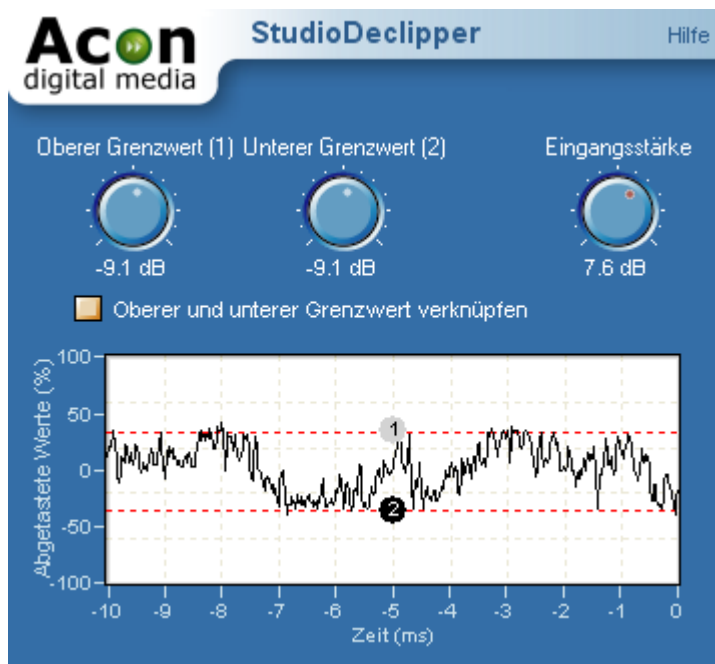 Acon
digital media
StudioDeclipper
Hilfe
Oberer Grenzwert (1) Unterer Grenzwert (2) Eingangsstärke
-9.1 dB -9.1 dB 7.6 dB
Oberer und unterer Grenzwert verknüpfen
Abgetastete Werte (%)
100
50
0
-50
-100
1
2
-10 -9 -8 -7 -6 -5 -4 -3 -2 -1 0
Zeit (ms)